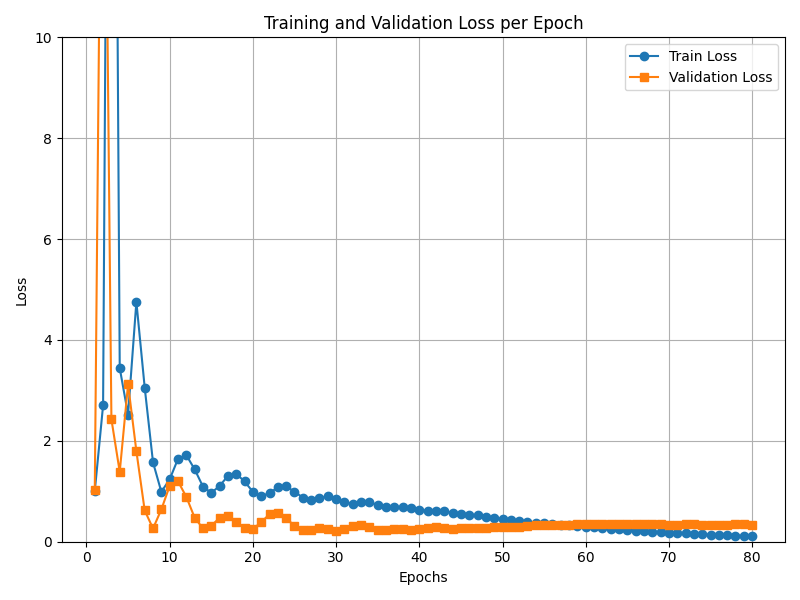 Training and Validation Loss per Epoch
Train Loss
Validation Loss
10
8
6
4
2
0
Loss
0 10 20 30 40 50 60 70 80
Epochs